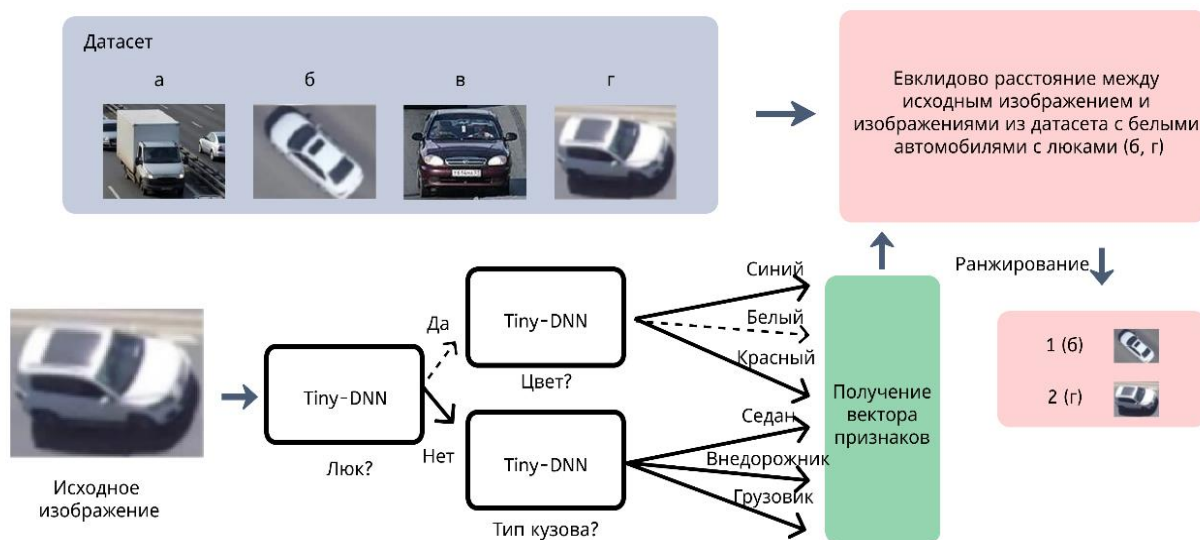 Датасет
а
б
в
г
Евклидово расстояние между
исходным изображением и
изображениями из датасета с белыми
автомобилями с люками (б, г)
Ранжирование
1 (б)
2 (г)
Исходное
изображение
Tiny-DNN
Люк?
Да
Нет
Tiny-DNN
Цвет?
Tiny-DNN
Тип кузова?
Синий
Белый
Красный
Седан
Внедорожник
Грузовик
Получение
вектора
признаков